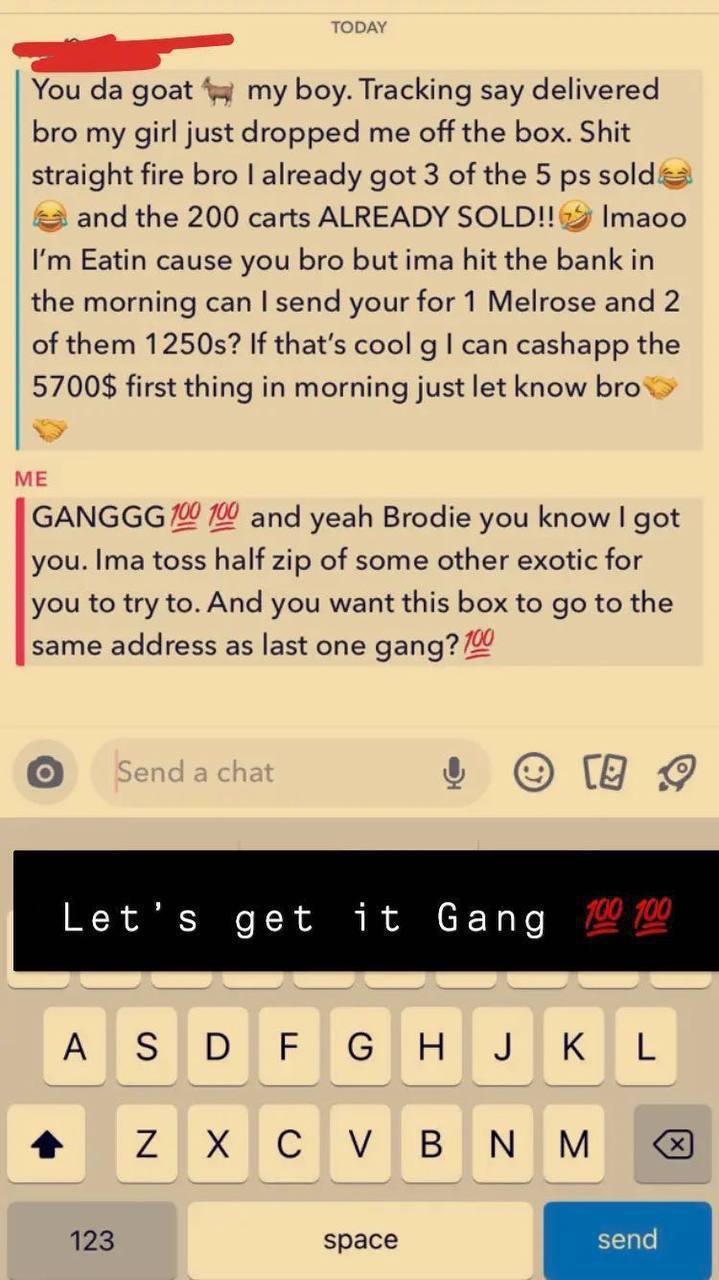 TODAY
You da goat 🐐 my boy. Tracking say delivered
bro my girl just dropped me off the box. Shit
straight fire bro I already got 3 of the 5 ps sold😂
😂 and the 200 carts ALREADY SOLD!!🤣 lmaoo
I'm Eatin cause you bro but ima hit the bank in
the morning can I send your for 1 Melrose and 2
of them 1250s? If that's cool g I can cashapp the
5700$ first thing in morning just let know bro🤝
🤝
ME
GANGGG💯💯 and yeah Brodie you know I got
you. Ima toss half zip of some other exotic for
you to try to. And you want this box to go to the
same address as last one gang?💯
Send a chat
Let's get it Gang 💯💯
A S D F G H J K L
Z X C V B N M
123 space send